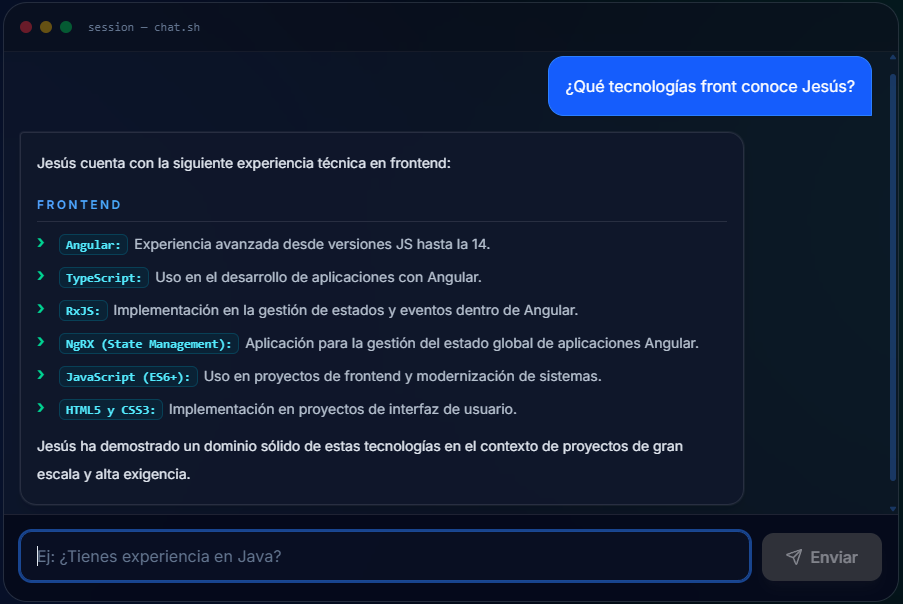 session — chat.sh
¿Qué tecnologías front conoce Jesús?
Jesús cuenta con la siguiente experiencia técnica en frontend:
FRONTEND
Angular: Experiencia avanzada desde versiones JS hasta la 14.
TypeScript: Uso en el desarrollo de aplicaciones con Angular.
RxJS: Implementación en la gestión de estados y eventos dentro de Angular.
NgRX (State Management): Aplicación para la gestión del estado global de aplicaciones Angular.
JavaScript (ES6+): Uso en proyectos de frontend y modernización de sistemas.
HTML5 y CSS3: Implementación en proyectos de interfaz de usuario.
Jesús ha demostrado un dominio sólido de estas tecnologías en el contexto de proyectos de gran
escala y alta exigencia.
Ej: ¿Tienes experiencia en Java?
Enviar